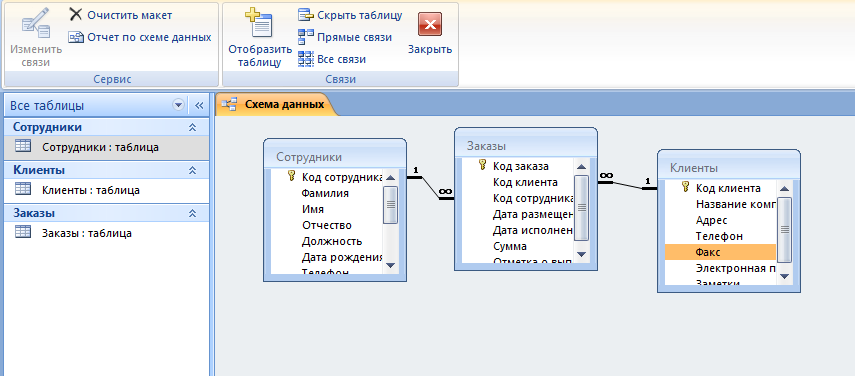 Изменить связи
Очистить макет
Отчет по схеме данных
Сервис
Отобразить таблицу
Скрыть таблицу
Прямые связи
Все связи
Закрыть
Связи
Все таблицы
Сотрудники
Сотрудники : таблица
Клиенты
Клиенты : таблица
Заказы
Заказы : таблица
Схема данных
Сотрудники
Код сотрудника
Фамилия
Имя
Отчество
Должность
Дата рождения
Телефон
1
∞
Заказы
Код заказа
Код клиента
Код сотрудника
Дата размещен
Дата исполнен
Сумма
Отметка о вып
∞
1
Клиенты
Код клиента
Название комп
Адрес
Телефон
Факс
Электронная п
Заметки